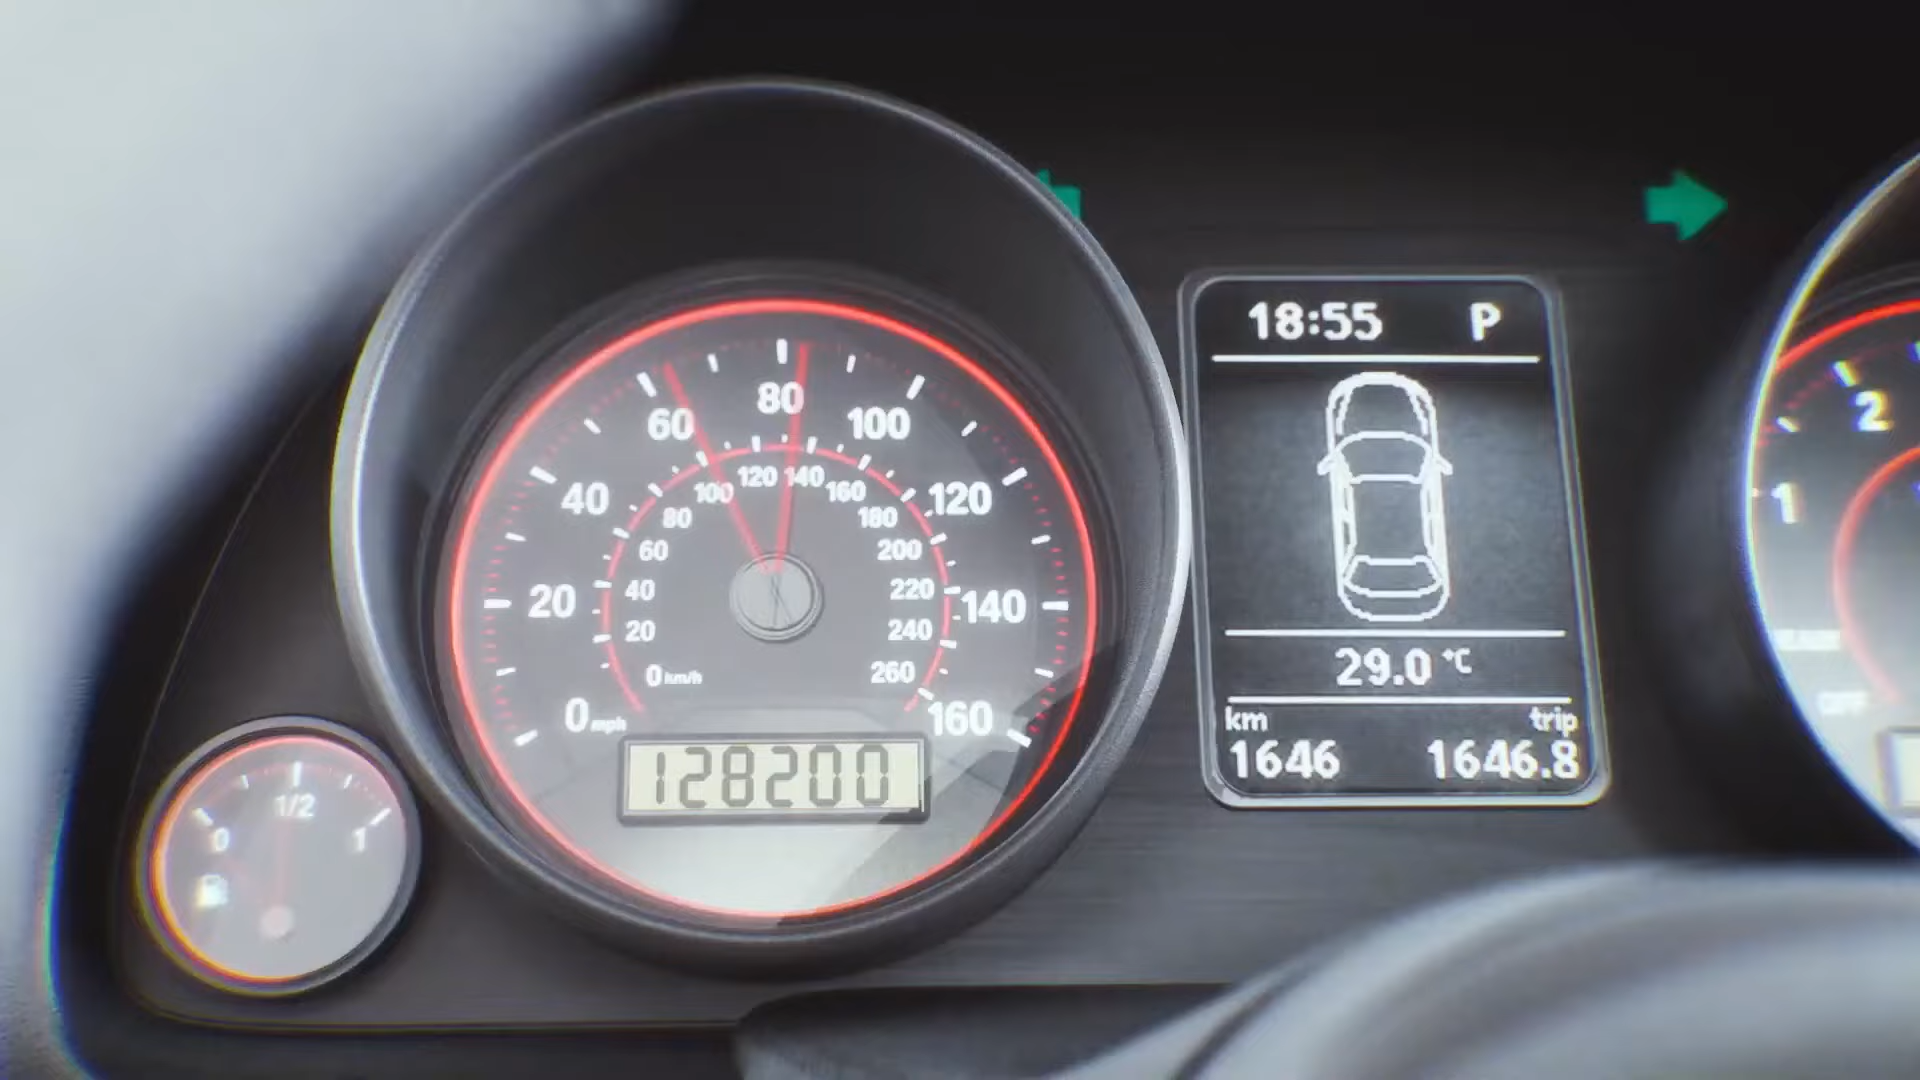 18:55 P
80
60 100
120 140
100 160
40 80 180 120
60 200
20 40 220 140
20 240
0 km/h 260
0 mph 160
128200
29.0 °C
km trip
1646 1646.8
1/2
0 1
2
1
OFF